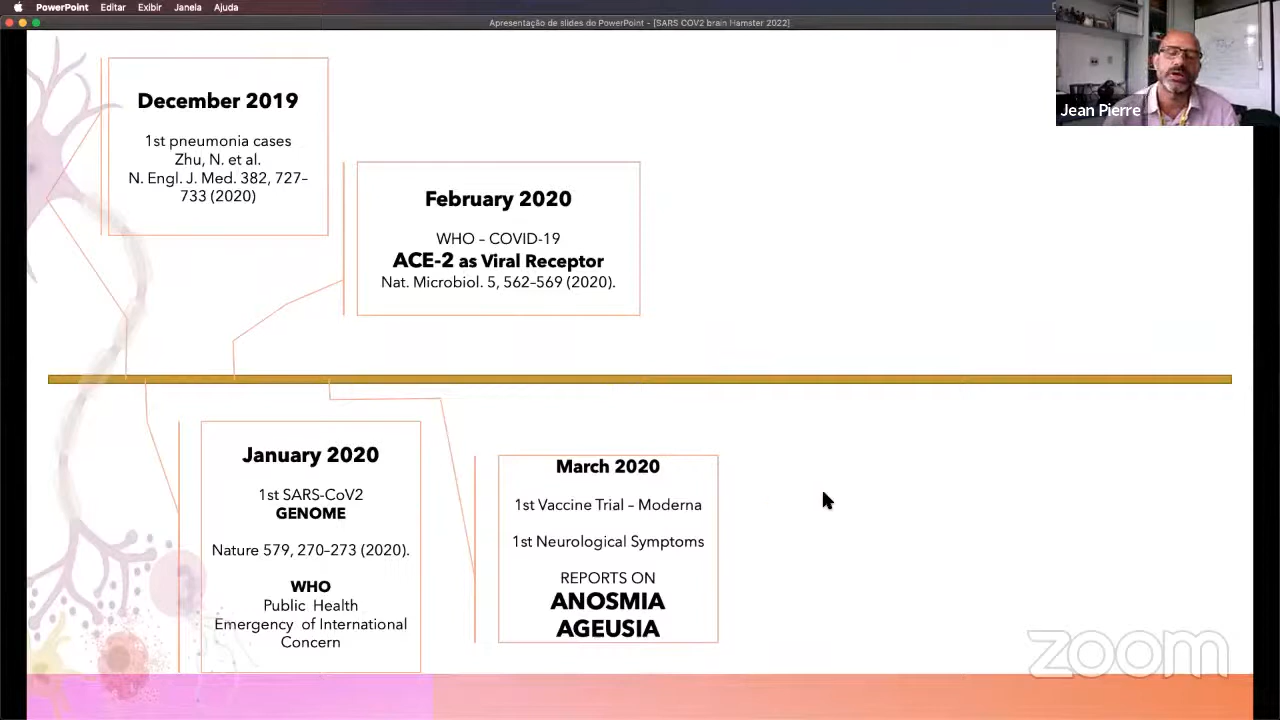 PowerPoint Editar Exibir Janela Ajuda
Apresentação de slides do PowerPoint - [SARS COV2 brain Hamster 2022]
Jean Pierre
December 2019
1st pneumonia cases
Zhu, N. et al.
N. Engl. J. Med. 382, 727–
733 (2020)
February 2020
WHO – COVID-19
ACE-2 as Viral Receptor
Nat. Microbiol. 5, 562–569 (2020).
January 2020
1st SARS-CoV2
GENOME
Nature 579, 270–273 (2020).
WHO
Public Health
Emergency of International
Concern
March 2020
1st Vaccine Trial – Moderna
1st Neurological Symptoms
REPORTS ON
ANOSMIA
AGEUSIA
zoom